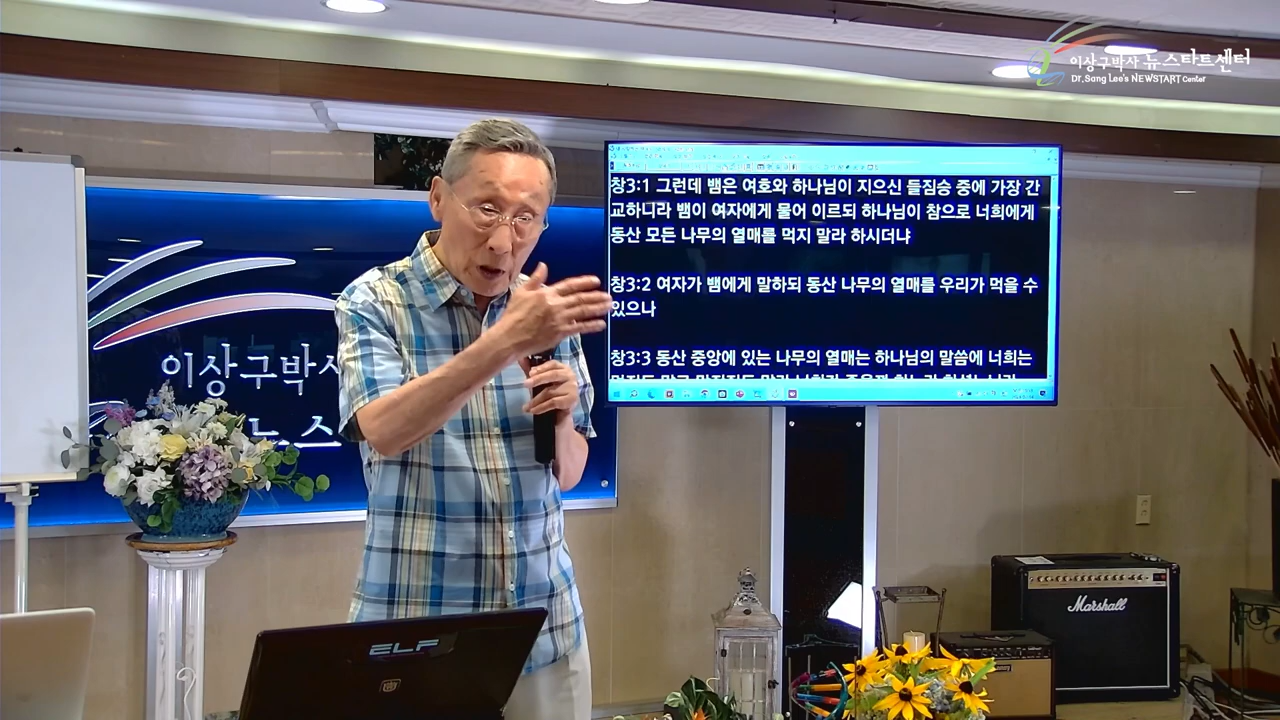 이상구박사 뉴스타트센터
Dr.Sang Lee's NEWSTART Center
창3:1 그런데 뱀은 여호와 하나님이 지으신 들짐승 중에 가장 간
교하니라 뱀이 여자에게 물어 이르되 하나님이 참으로 너희에게
동산 모든 나무의 열매를 먹지 말라 하시더냐
창3:2 여자가 뱀에게 말하되 동산 나무의 열매를 우리가 먹을 수
있으나
창3:3 동산 중앙에 있는 나무의 열매는 하나님의 말씀에 너희는
이상구박사
뉴스
ELF
Marshall